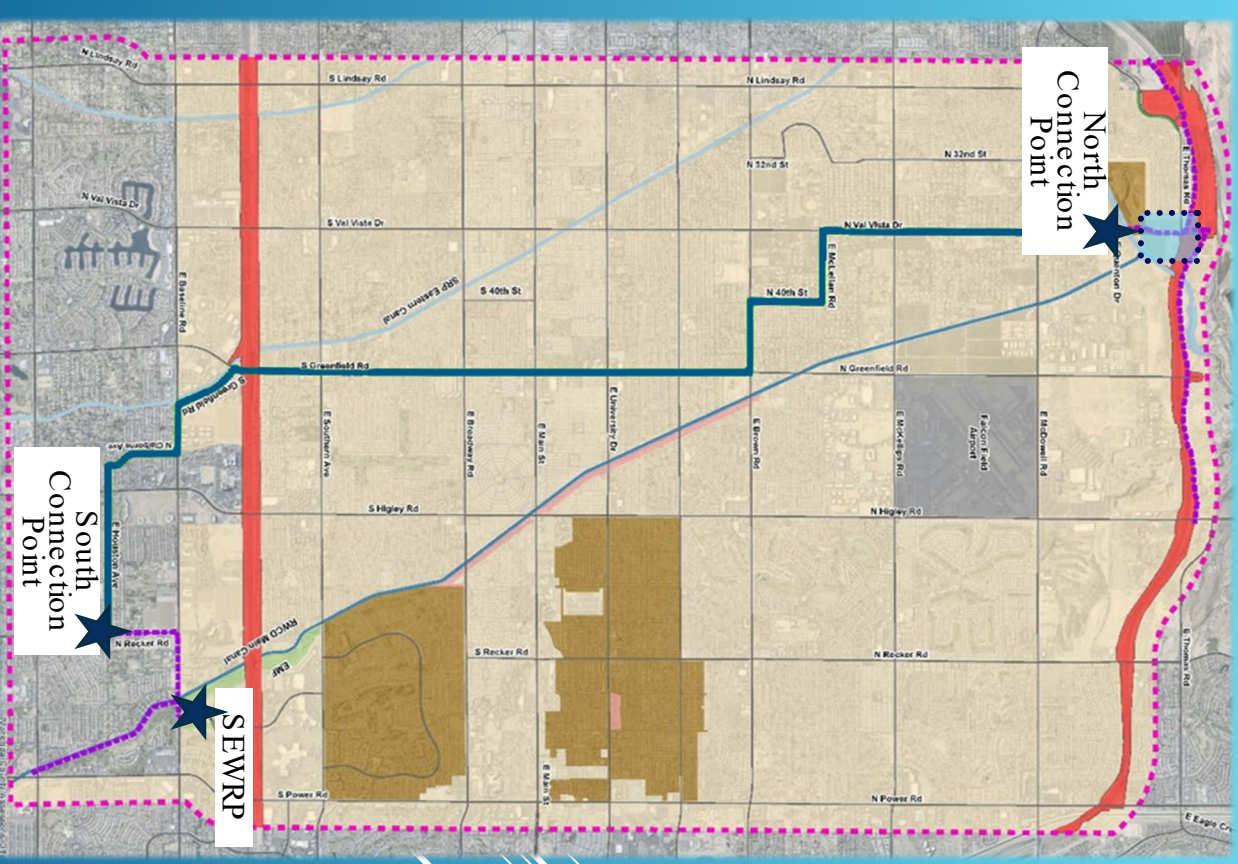 N Lindsay Rd
S Lindsay Rd
N Lindsay Rd
North
Connection
Point
E Thomas Rd
N 32nd St
N 32nd St
N Val Vista Dr
S Val Vista Dr
N Val Vista Dr
E Baseline Rd
SRP Eastern Canal
S 40th St
N 40th St
E McLellan Rd
S Greenfield Rd
S Greenfield Rd
N Greenfield Rd
N Claiborne Ave
E Southern Ave
E Broadway Rd
E Main St
E University Dr
E Brown Rd
E McKellips Rd
Falcon Field
Airport
E McDowell Rd
S Higley Rd
N Higley Rd
South
Connection
Point
E Houston Ave
N Recker Rd
RWCD Main Canal
EMF
S Recker Rd
N Recker Rd
E Thomas Rd
SEWRP
S Power Rd
E Main St
N Power Rd